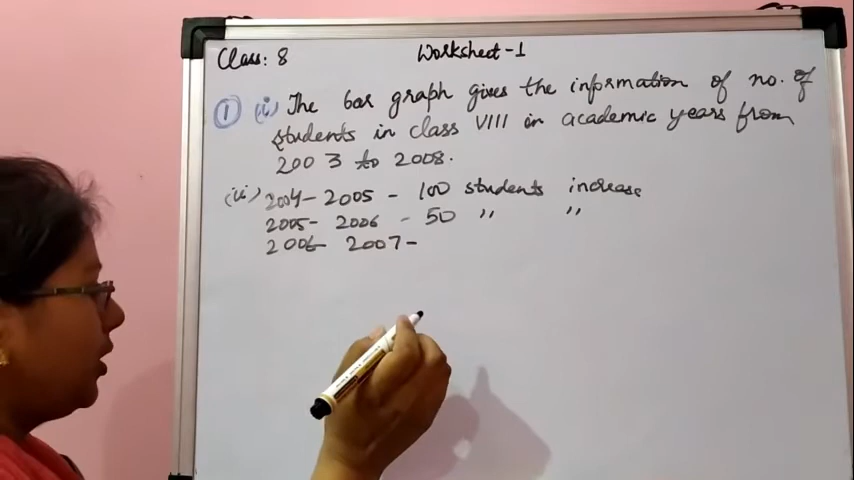 Class: 8 Worksheet-1
① (i) The bar graph gives the information of no. of
students in class VIII in academic years from
2003 to 2008.
(ii) 2004-2005 - 100 students increase
2005- 2006 - 50 〃 〃
2006- 2007-